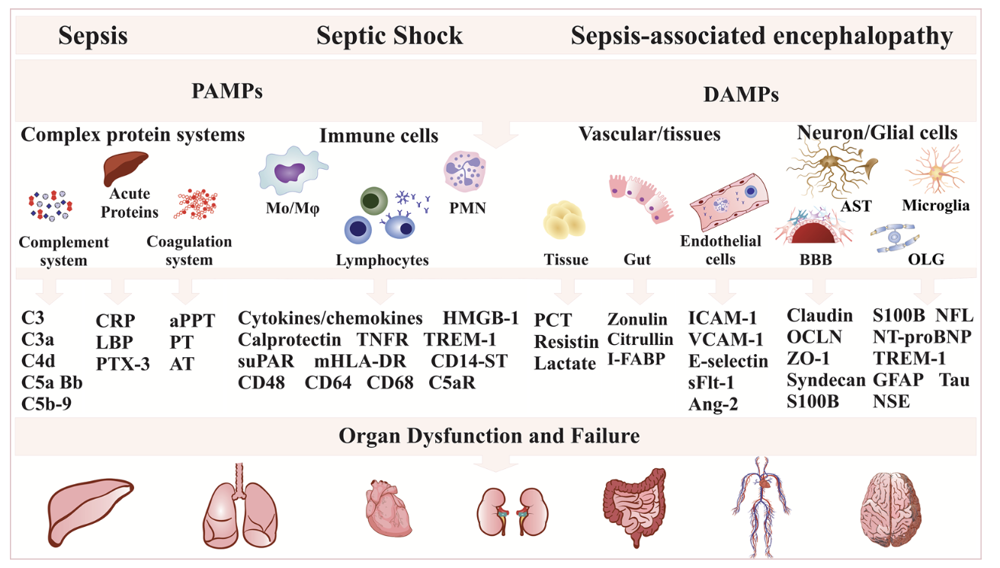 Sepsis
Septic Shock
Sepsis-associated encephalopathy
PAMPs
DAMPs
Complex protein systems
Immune cells
Vascular/tissues
Neuron/Glial cells
Acute
Proteins
Complement
system
Coagulation
system
Mo/Mφ
Lymphocytes
PMN
Tissue
Gut
Endothelial
cells
AST
Microglia
BBB
OLG
C3
C3a
C4d
C5a Bb
C5b-9
CRP
LBP
PTX-3
aPPT
PT
AT
Cytokines/chemokines HMGB-1
Calprotectin TNFR TREM-1
suPAR mHLA-DR CD14-ST
CD48 CD64 CD68 C5aR
PCT
Resistin
Lactate
Zonulin
Citrullin
I-FABP
ICAM-1
VCAM-1
E-selectin
sFlt-1
Ang-2
Claudin
OCLN
ZO-1
Syndecan
S100B
S100B NFL
NT-proBNP
TREM-1
GFAP Tau
NSE
Organ Dysfunction and Failure